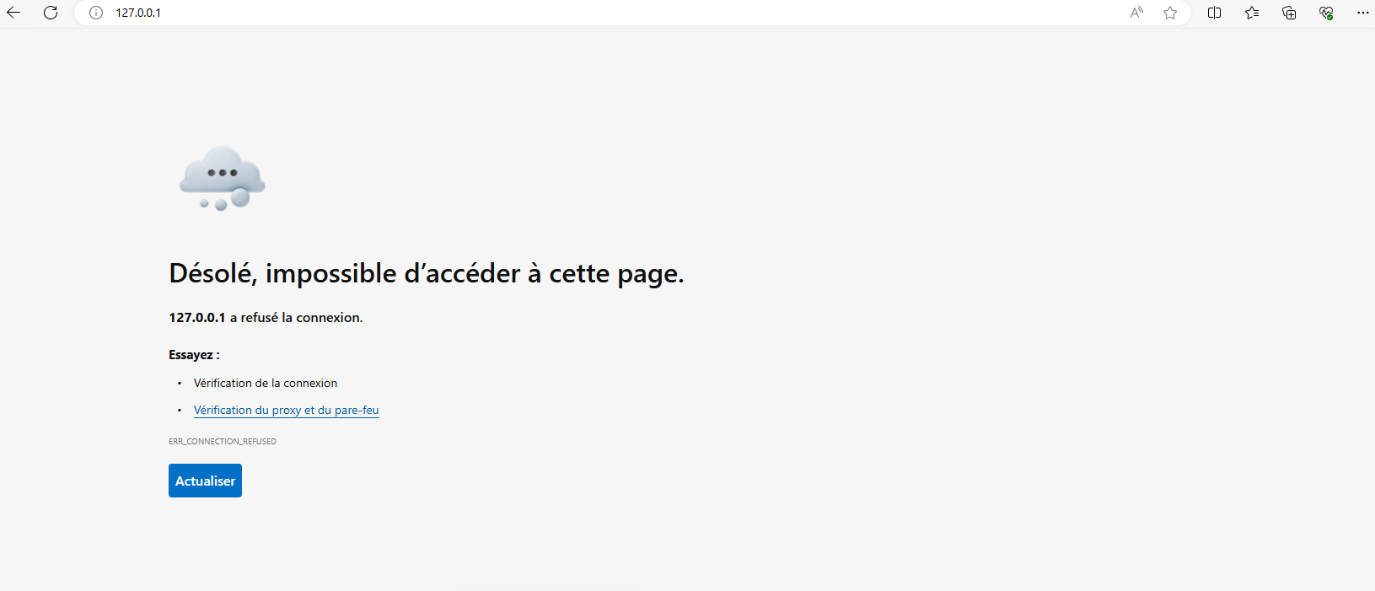 127.0.0.1
Désolé, impossible d’accéder à cette page.
127.0.0.1 a refusé la connexion.
Essayez :
• Vérification de la connexion
• Vérification du proxy et du pare-feu
ERR_CONNECTION_REFUSED
Actualiser